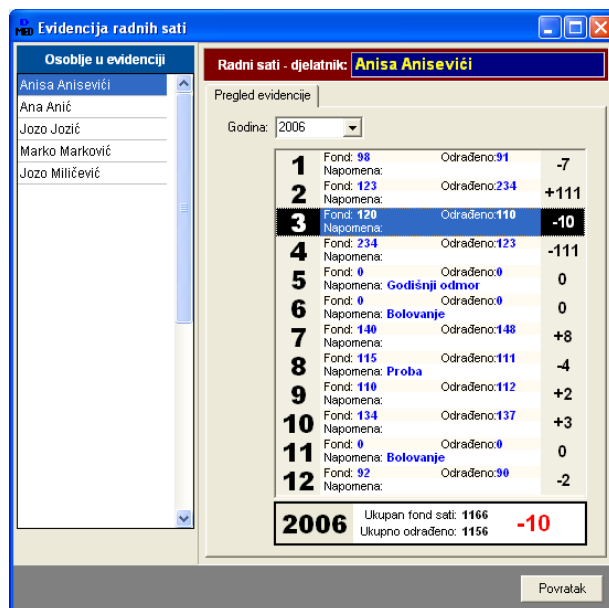 D MED Evidencija radnih sati
Osoblje u evidenciji
Anisa Anisevići
Ana Anić
Jozo Jozić
Marko Marković
Jozo Miličević
Radni sati - djelatnik: Anisa Anisevići
Pregled evidencije
Godina: 2006
1 Fond: 98 Odrađeno:91 -7
Napomena:
2 Fond: 123 Odrađeno:234 +111
Napomena:
3 Fond: 120 Odrađeno:110 -10
Napomena:
4 Fond: 234 Odrađeno:123 -111
Napomena:
5 Fond: 0 Odrađeno:0 0
Napomena: Godišnji odmor
6 Fond: 0 Odrađeno:0 0
Napomena: Bolovanje
7 Fond: 140 Odrađeno:148 +8
Napomena:
8 Fond: 115 Odrađeno:111 -4
Napomena: Proba
9 Fond: 110 Odrađeno:112 +2
Napomena:
10 Fond: 134 Odrađeno:137 +3
Napomena:
11 Fond: 0 Odrađeno:0 0
Napomena: Bolovanje
12 Fond: 92 Odrađeno:90 -2
Napomena:
2006 Ukupan fond sati: 1166 -10
Ukupno odrađeno: 1156
Povratak